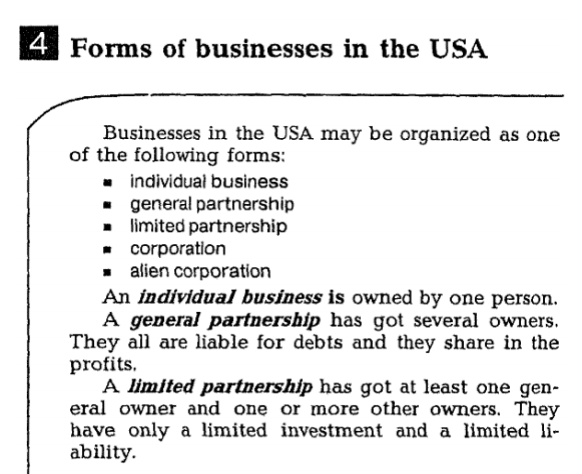 4 Forms of businesses in the USA
Businesses in the USA may be organized as one
of the following forms:
▪ individual business
▪ general partnership
▪ limited partnership
▪ corporation
▪ alien corporation
An individual business is owned by one person.
A general partnership has got several owners.
They all are liable for debts and they share in the
profits.
A limited partnership has got at least one gen-
eral owner and one or more other owners. They
have only a limited investment and a limited li-
ability.